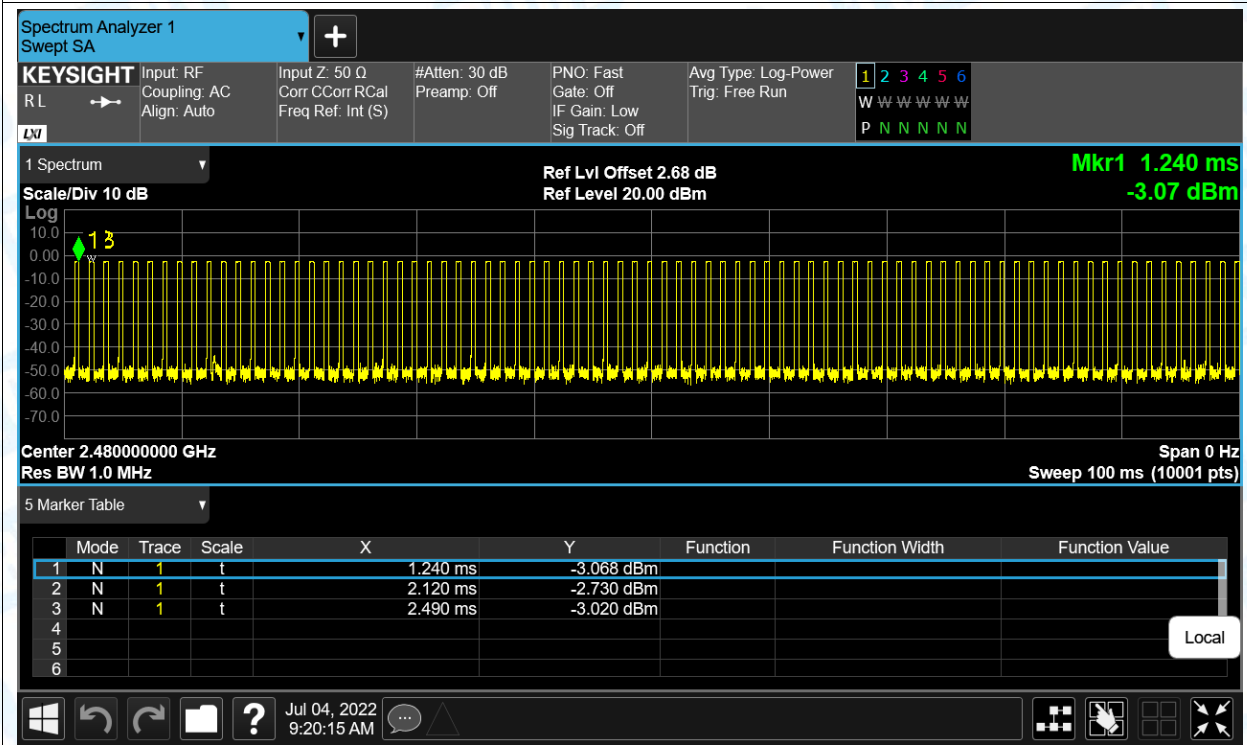 Spectrum Analyzer 1
Swept SA
KEYSIGHT
R L
LXI
Input: RF
Coupling: AC
Align: Auto
Input Z: 50 Ω
Corr CCorr RCal
Freq Ref: Int (S)
#Atten: 30 dB
Preamp: Off
PNO: Fast
Gate: Off
IF Gain: Low
Sig Track: Off
Avg Type: Log-Power
Trig: Free Run
1 2 3 4 5 6
W W W W W W
P N N N N N
1 Spectrum
Scale/Div 10 dB
Ref Lvl Offset 2.68 dB
Ref Level 20.00 dBm
Mkr1 1.240 ms
-3.07 dBm
Log
10.0
0.00
-10.0
-20.0
-30.0
-40.0
-50.0
-60.0
-70.0
1 3
Center 2.480000000 GHz
Span 0 Hz
Res BW 1.0 MHz
Sweep 100 ms (10001 pts)
5 Marker Table
Mode Trace Scale X Y Function Function Width Function Value
1 N 1 t 1.240 ms -3.068 dBm
2 N 1 t 2.120 ms -2.730 dBm
3 N 1 t 2.490 ms -3.020 dBm
4
5
6
Local
?
Jul 04, 2022
9:20:15 AM